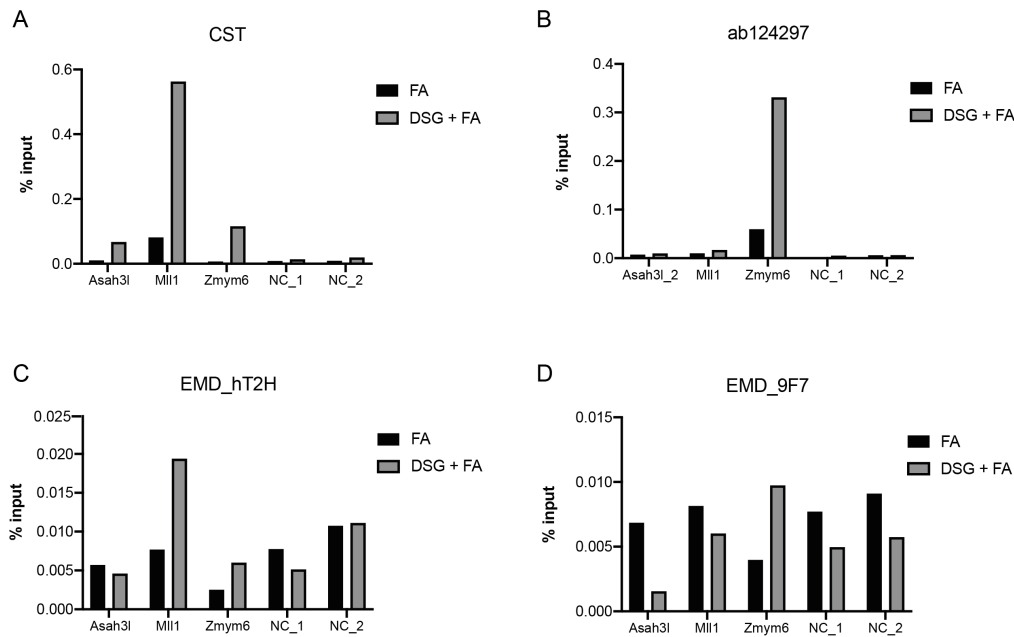 A
CST
% input
0.6
0.4
0.2
0.0
Asah3l Mll1 Zmym6 NC_1 NC_2
FA
DSG + FA
B
ab124297
% input
0.4
0.3
0.2
0.1
0.0
Asah3l_2 Mll1 Zmym6 NC_1 NC_2
FA
DSG + FA
C
EMD_hT2H
% input
0.025
0.020
0.015
0.010
0.005
0.000
Asah3l Mll1 Zmym6 NC_1 NC_2
FA
DSG + FA
D
EMD_9F7
% input
0.015
0.010
0.005
0.000
Asah3l Mll1 Zmym6 NC_1 NC_2
FA
DSG + FA